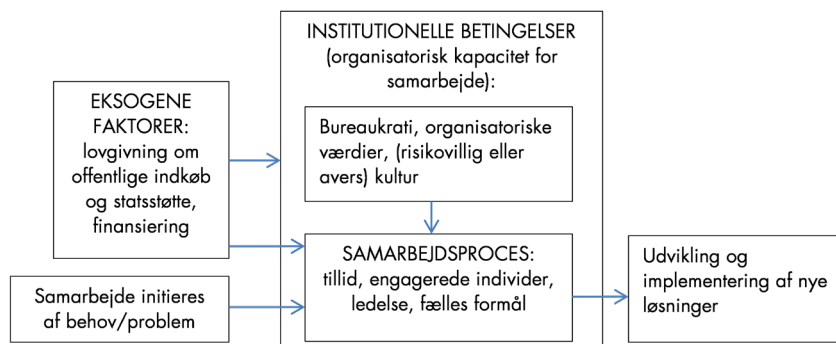 INSTITUTIONELLE BETINGELSER
(organisatorisk kapacitet for
samarbejde):
EKSOGENE
FAKTORER:
lovgivning om
offentlige indkøb
og statsstøtte,
finansiering
Bureaukrati, organisatoriske
værdier, (risikovillig eller
avers) kultur
SAMARBEJDSPROCES:
tillid, engagerede individer,
ledelse, fælles formål
Samarbejde initieres
af behov/problem
Udvikling og
implementering af nye
løsninger